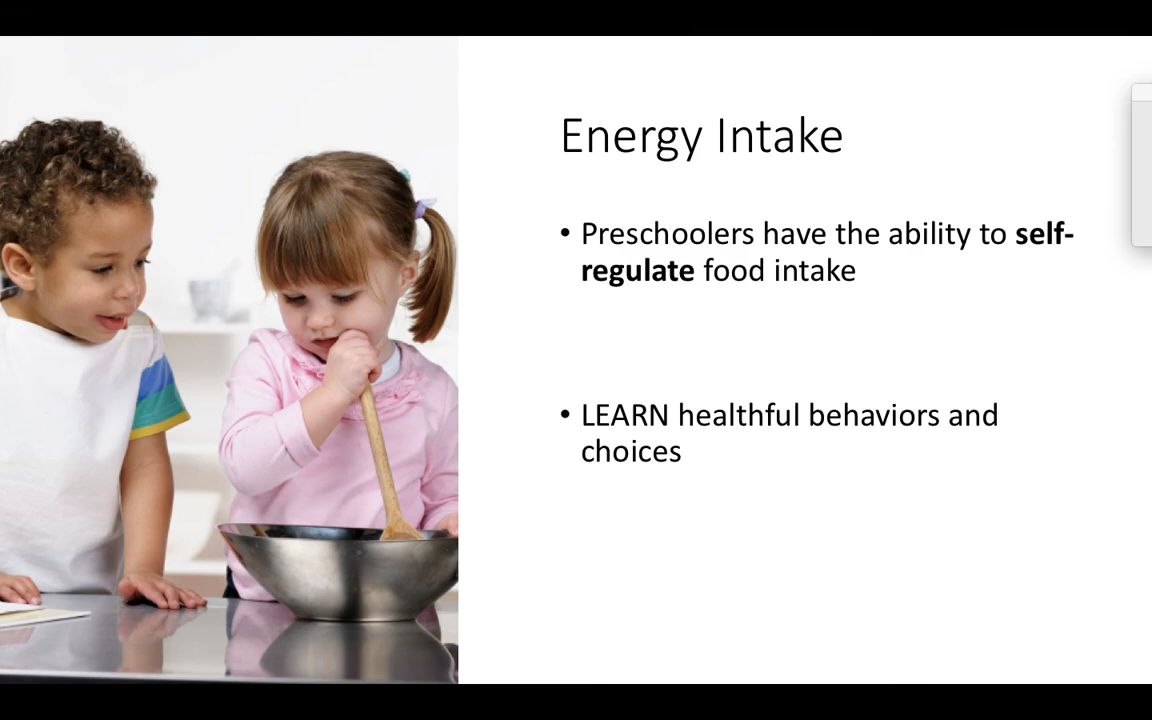 Energy Intake
• Preschoolers have the ability to self-
regulate food intake
• LEARN healthful behaviors and
choices